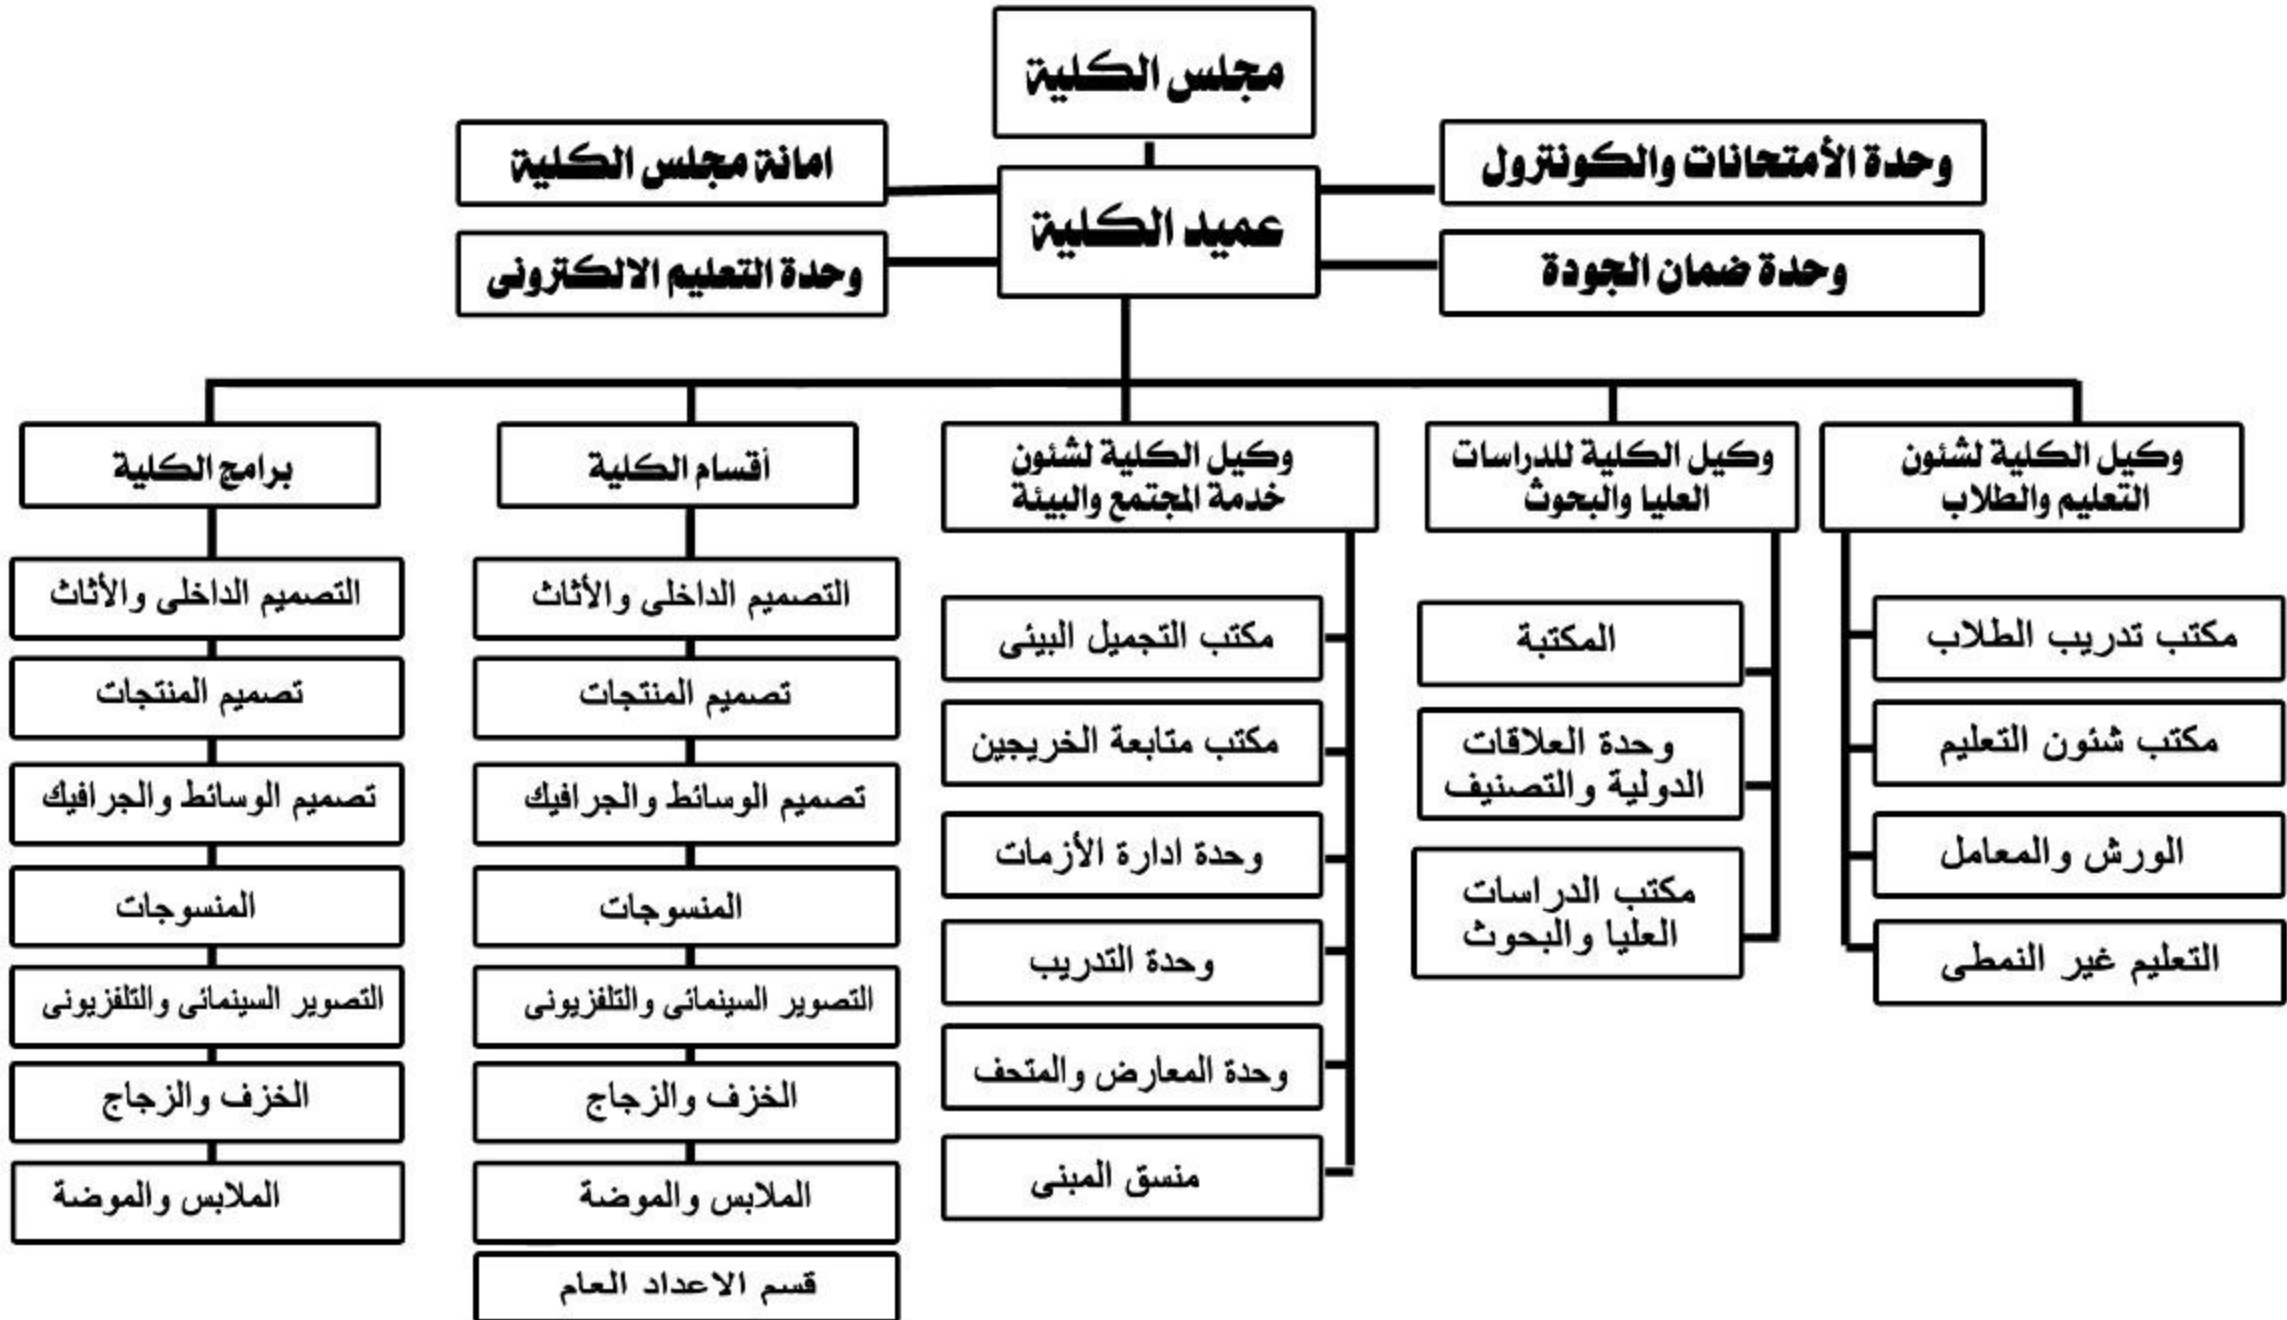 مجلس الكلية
وحدة الأمتحانات والكونترول
امانة مجلس الكلية
عميد الكلية
وحدة ضمان الجودة
وحدة التعليم الالكترونى
وكيل الكلية لشئون
التعليم والطلاب
مكتب تدريب الطلاب
مكتب شئون التعليم
الورش والمعامل
التعليم غير النمطى
وكيل الكلية للدراسات
العليا والبحوث
المكتبة
وحدة العلاقات
الدولية والتصنيف
مكتب الدراسات
العليا والبحوث
وكيل الكلية لشئون
خدمة المجتمع والبيئة
مكتب التجميل البيئى
مكتب متابعة الخريجين
وحدة ادارة الأزمات
وحدة التدريب
وحدة المعارض والمتحف
منسق المبنى
أقسام الكلية
التصميم الداخلى والأثاث
تصميم المنتجات
تصميم الوسائط والجرافيك
المنسوجات
التصوير السينمائى والتلفزيونى
الخزف والزجاج
الملابس والموضة
قسم الاعداد العام
برامج الكلية
التصميم الداخلى والأثاث
تصميم المنتجات
تصميم الوسائط والجرافيك
المنسوجات
التصوير السينمائى والتلفزيونى
الخزف والزجاج
الملابس والموضة